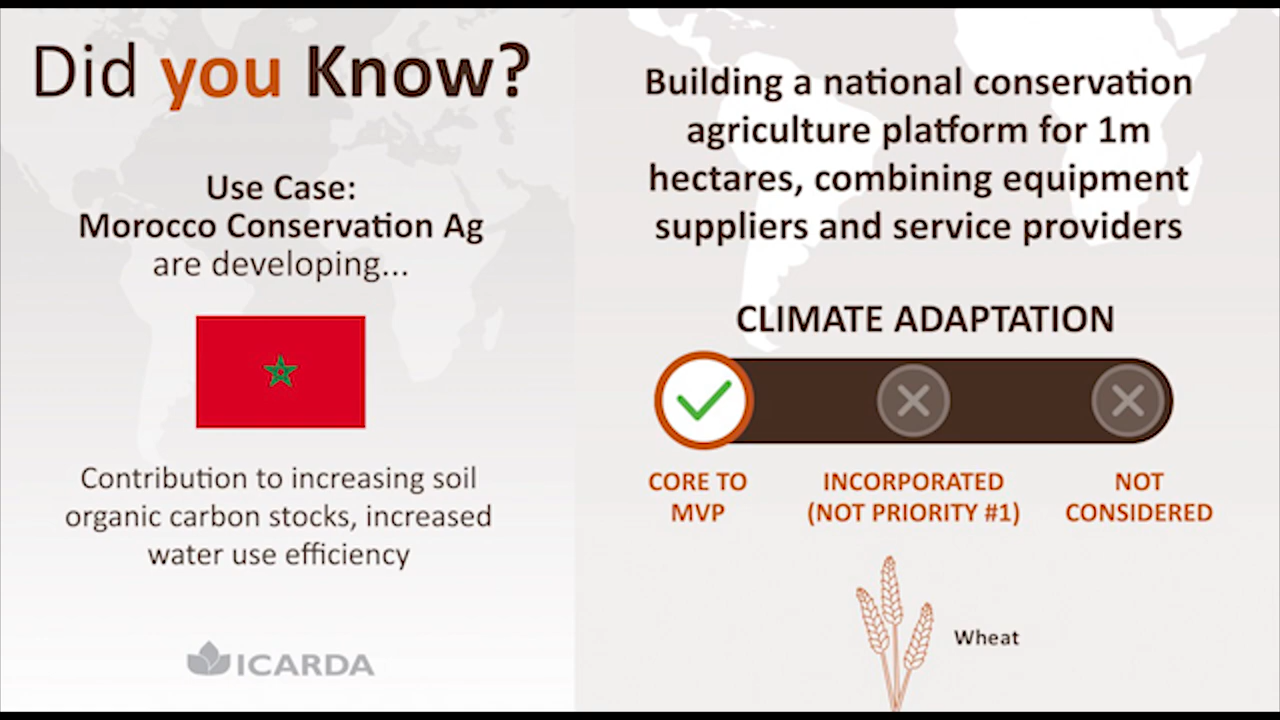 Did you Know?
Use Case:
Morocco Conservation Ag
are developing...
Contribution to increasing soil
organic carbon stocks, increased
water use efficiency
ICARDA
Building a national conservation
agriculture platform for 1m
hectares, combining equipment
suppliers and service providers
CLIMATE ADAPTATION
CORE TO
MVP
INCORPORATED
(NOT PRIORITY #1)
NOT
CONSIDERED
Wheat